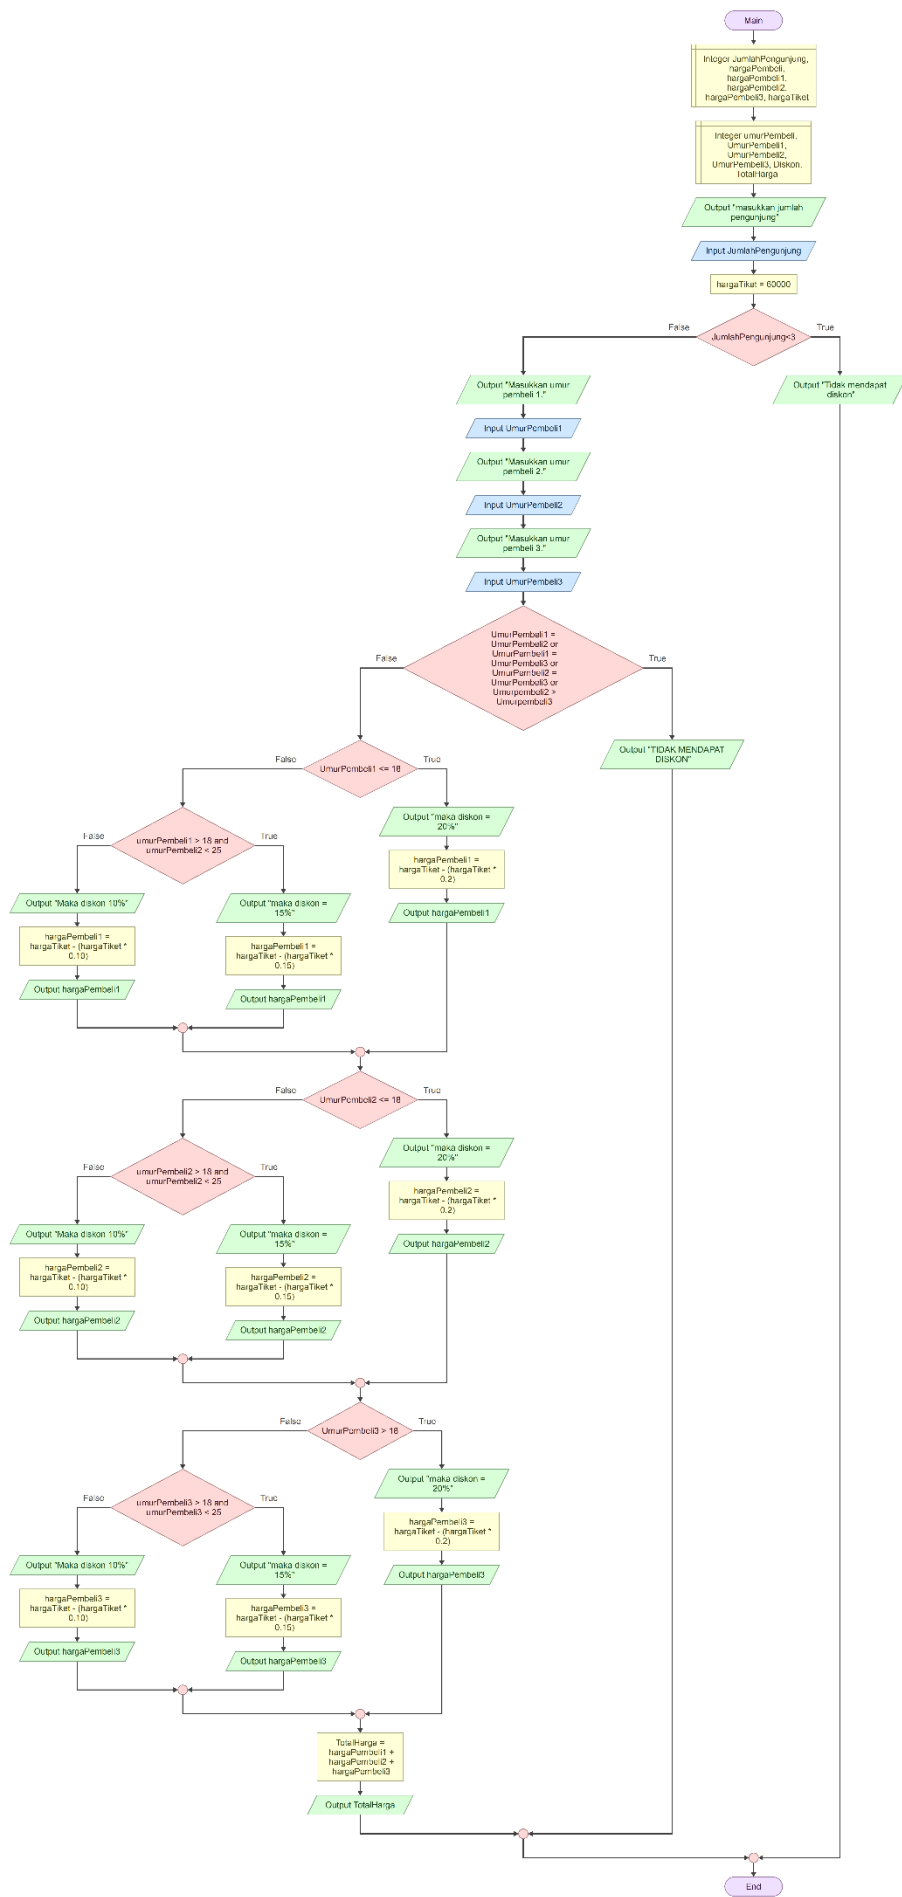 Main
Integer JumlahPengunjung,
hargaPembeli,
hargaPembeli1,
hargaPembeli2,
hargaPembeli3, hargaTiket
Integer umurPembeli,
UmurPembeli1,
UmurPembeli2,
UmurPembeli3, Diskon,
TotalHarga
Output "masukkan jumlah
pengunjung"
Input JumlahPengunjung
hargaTiket = 60000
False
JumlahPengunjung<3
True
Output "Masukkan umur
pembeli 1."
Output "Tidak mendapat
diskon"
Input UmurPembeli1
Output "Masukkan umur
pembeli 2."
Input UmurPembeli2
Output "Masukkan umur
pembeli 3."
Input UmurPembeli3
False
UmurPembeli1 =
UmurPembeli2 or
UmurPembeli1 =
UmurPembeli3 or
UmurPembeli2 =
UmurPembeli3 or
Umurpembeli2 >
Umurpembeli3
True
Output "TIDAK MENDAPAT
DISKON"
False
UmurPembeli1 <= 18
True
Output "maka diskon =
20%"
hargaPembeli1 =
hargaTiket - (hargaTiket *
0.2)
Output hargaPembeli1
False
umurPembeli1 > 18 and
umurPembeli2 < 25
True
Output "Maka diskon 10%"
hargaPembeli1 =
hargaTiket - (hargaTiket *
0.10)
Output hargaPembeli1
Output "maka diskon =
15%"
hargaPembeli1 =
hargaTiket - (hargaTiket *
0.15)
Output hargaPembeli1
False
UmurPembeli2 <= 18
True
Output "maka diskon =
20%"
hargaPembeli2 =
hargaTiket - (hargaTiket *
0.2)
Output hargaPembeli2
False
umurPembeli2 > 18 and
umurPembeli2 < 25
True
Output "Maka diskon 10%"
hargaPembeli2 =
hargaTiket - (hargaTiket *
0.10)
Output hargaPembeli2
Output "maka diskon =
15%"
hargaPembeli2 =
hargaTiket - (hargaTiket *
0.15)
Output hargaPembeli2
False
UmurPembeli3 > 18
True
Output "maka diskon =
20%"
hargaPembeli3 =
hargaTiket - (hargaTiket *
0.2)
Output hargaPembeli3
False
umurPembeli3 > 18 and
umurPembeli3 < 25
True
Output "Maka diskon 10%"
hargaPembeli3 =
hargaTiket - (hargaTiket *
0.10)
Output hargaPembeli3
Output "maka diskon =
15%"
hargaPembeli3 =
hargaTiket - (hargaTiket *
0.15)
Output hargaPembeli3
TotalHarga =
hargaPembeli1 +
hargaPembeli2 +
hargaPembeli3
Output TotalHarga
End